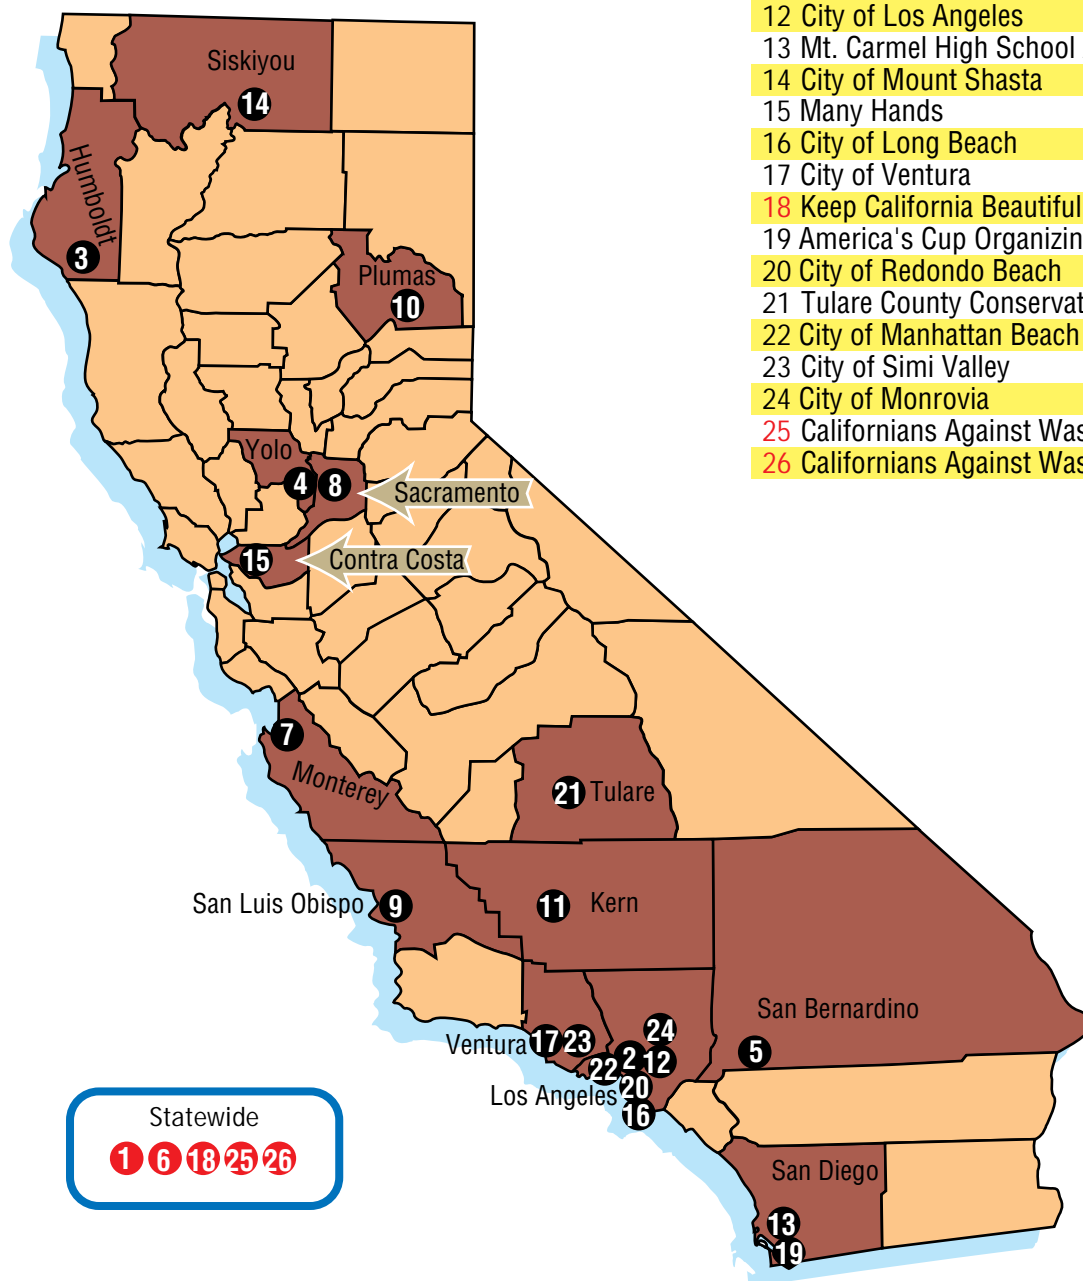 12 City of Los Angeles
13 Mt. Carmel High School
14 City of Mount Shasta
15 Many Hands
16 City of Long Beach
17 City of Ventura
18 Keep California Beautiful
19 America's Cup Organizin
20 City of Redondo Beach
21 Tulare County Conservat
22 City of Manhattan Beach
23 City of Simi Valley
24 City of Monrovia
25 Californians Against Was
26 Californians Against Was
Siskiyou
14
Humboldt
3
Plumas
10
Yolo
4
8
Sacramento
15
Contra Costa
7
Monterey
21 Tulare
San Luis Obispo
9
11
Kern
San Bernardino
5
Ventura
17
23
24
2
12
22
20
Los Angeles
16
Statewide
1 6 18 25 26
San Diego
13
19